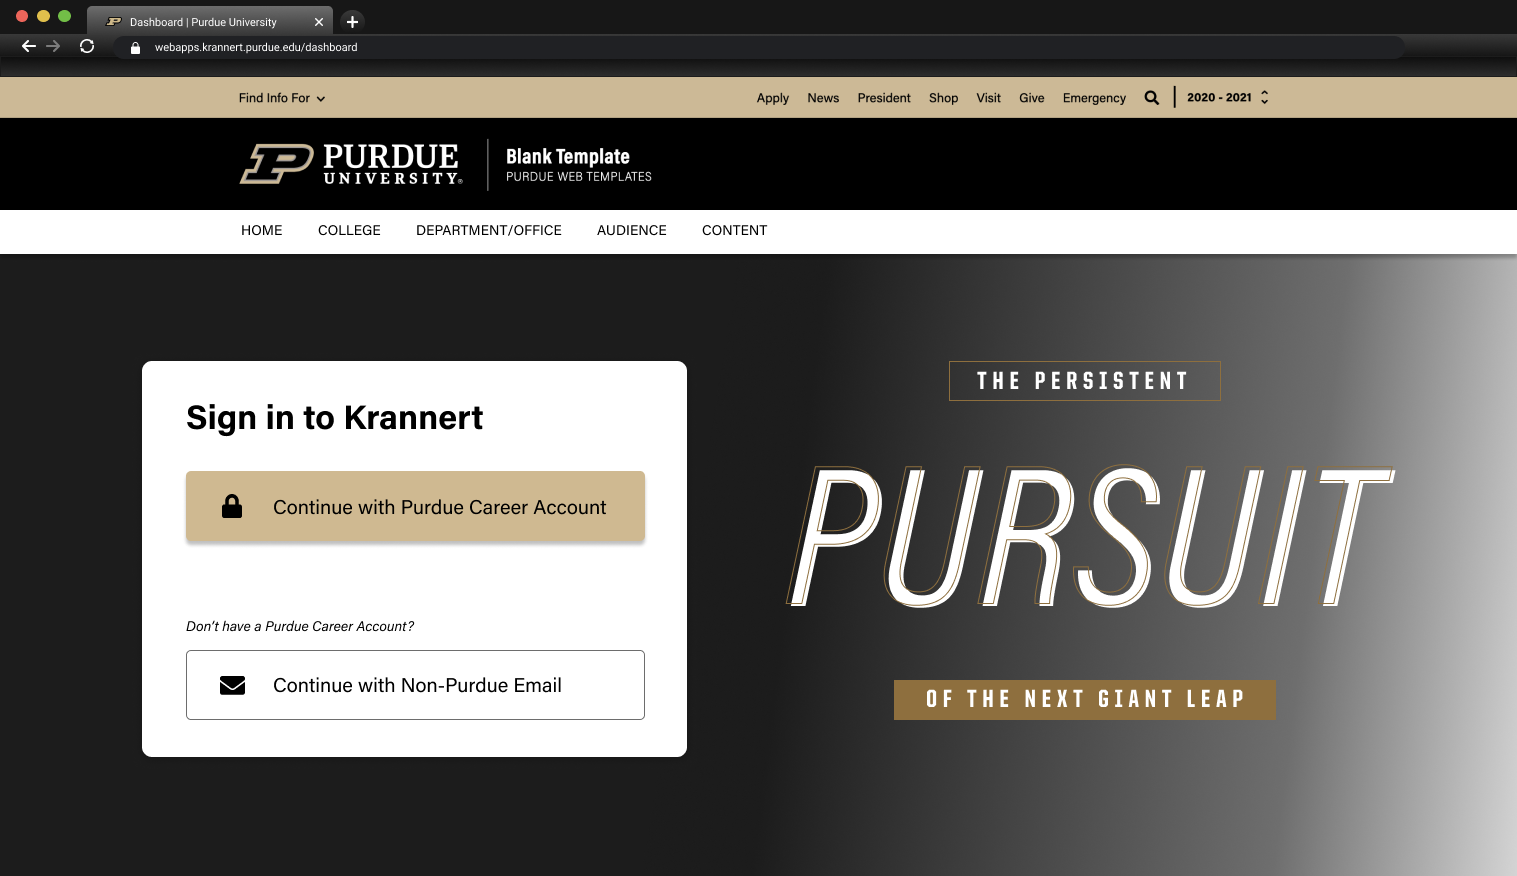 Dashboard | Purdue University
webapps.krannert.purdue.edu/dashboard
Find Info For
Apply News President Shop Visit Give Emergency 2020 - 2021
PURDUE
UNIVERSITY®
Blank Template
PURDUE WEB TEMPLATES
HOME COLLEGE DEPARTMENT/OFFICE AUDIENCE CONTENT
Sign in to Krannert
Continue with Purdue Career Account
Don't have a Purdue Career Account?
Continue with Non-Purdue Email
THE PERSISTENT
PURSUIT
OF THE NEXT GIANT LEAP